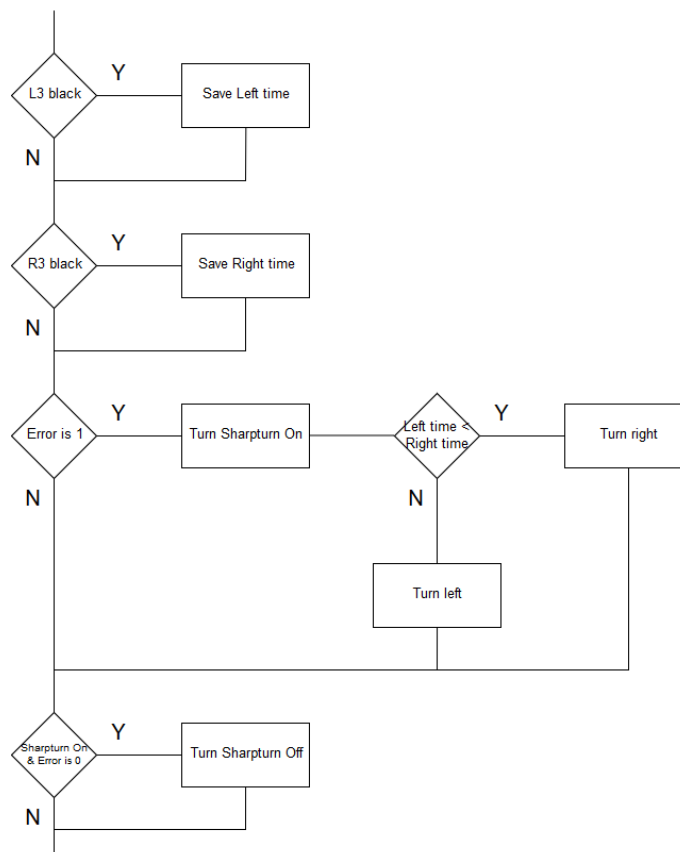 Y
L3 black
Save Left time
N
Y
R3 black
Save Right time
N
Y
Error is 1
Turn Sharpturn On
Left time <
Right time
Y
Turn right
N
N
Turn left
Y
Sharpturn On
& Error is 0
Turn Sharpturn Off
N